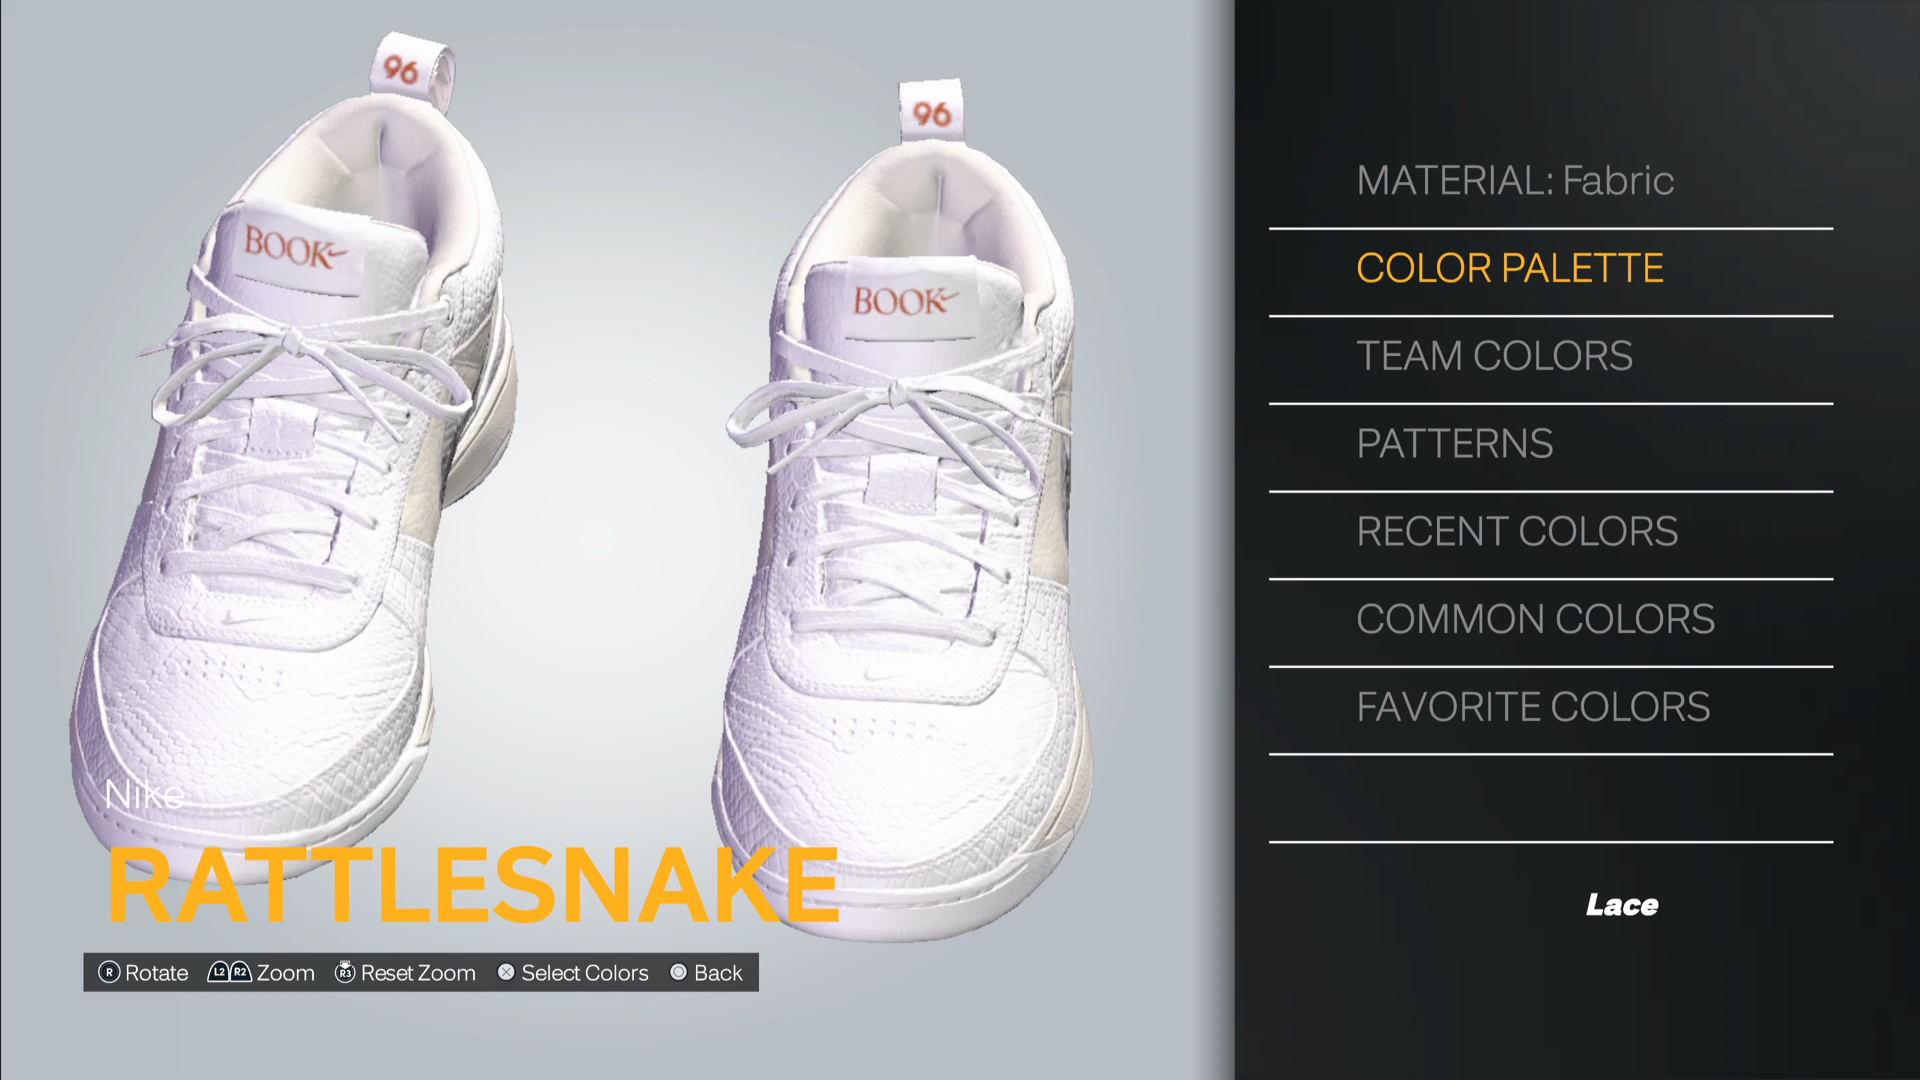 96
96
BOOK
BOOK
Nike
RATTLESNAKE
R Rotate L2 R2 Zoom R3 Reset Zoom Select Colors Back
MATERIAL: Fabric
COLOR PALETTE
TEAM COLORS
PATTERNS
RECENT COLORS
COMMON COLORS
FAVORITE COLORS
Lace